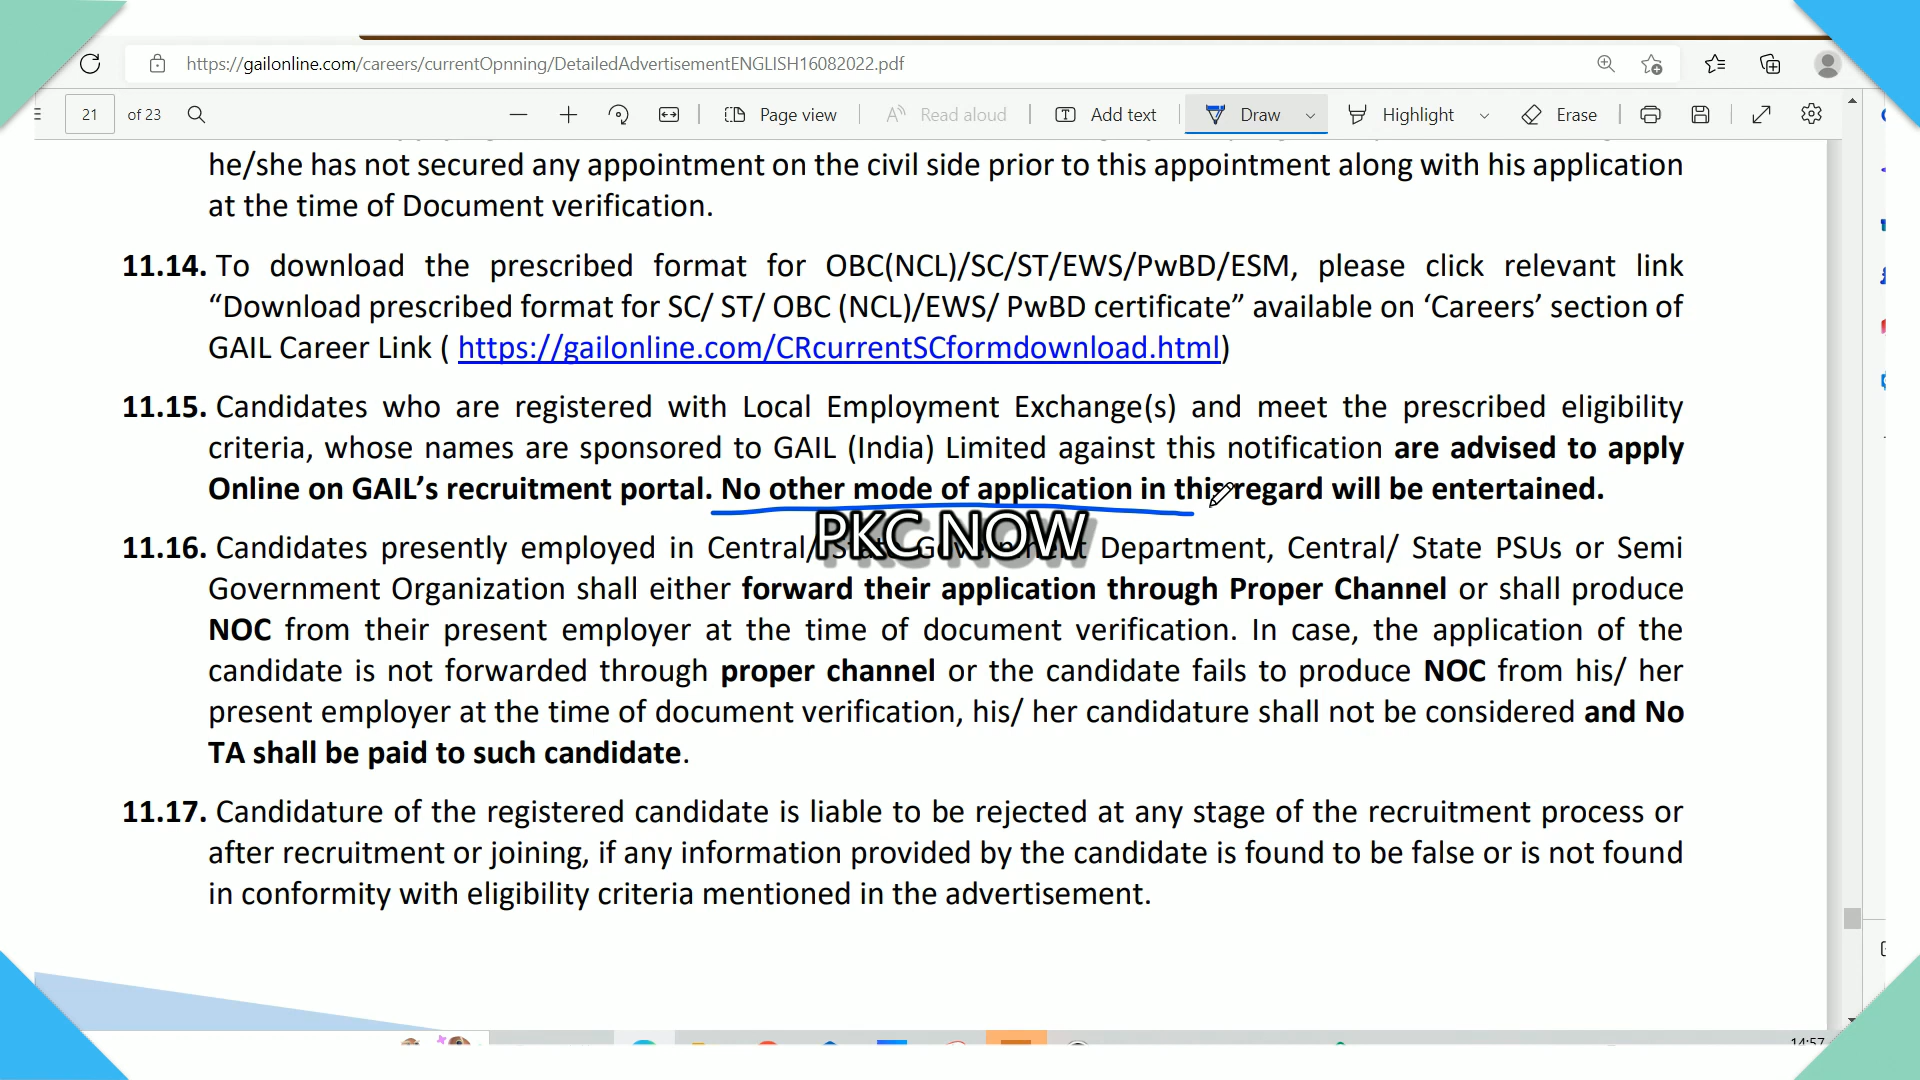 https://gailonline.com/careers/currentOpnning/DetailedAdvertisementENGLISH16082022.pdf
21 of 23 Page view Read aloud Add text Draw Highlight Erase
he/she has not secured any appointment on the civil side prior to this appointment along with his application
at the time of Document verification.
11.14. To download the prescribed format for OBC(NCL)/SC/ST/EWS/PwBD/ESM, please click relevant link
“Download prescribed format for SC/ ST/ OBC (NCL)/EWS/ PwBD certificate” available on ‘Careers’ section of
GAIL Career Link ( https://gailonline.com/CRcurrentSCformdownload.html)
11.15. Candidates who are registered with Local Employment Exchange(s) and meet the prescribed eligibility
criteria, whose names are sponsored to GAIL (India) Limited against this notification are advised to apply
Online on GAIL’s recruitment portal. No other mode of application in this regard will be entertained.
PKC NOW
11.16. Candidates presently employed in Central/ State Government Department, Central/ State PSUs or Semi
Government Organization shall either forward their application through Proper Channel or shall produce
NOC from their present employer at the time of document verification. In case, the application of the
candidate is not forwarded through proper channel or the candidate fails to produce NOC from his/ her
present employer at the time of document verification, his/ her candidature shall not be considered and No
TA shall be paid to such candidate.
11.17. Candidature of the registered candidate is liable to be rejected at any stage of the recruitment process or
after recruitment or joining, if any information provided by the candidate is found to be false or is not found
in conformity with eligibility criteria mentioned in the advertisement.
14:57